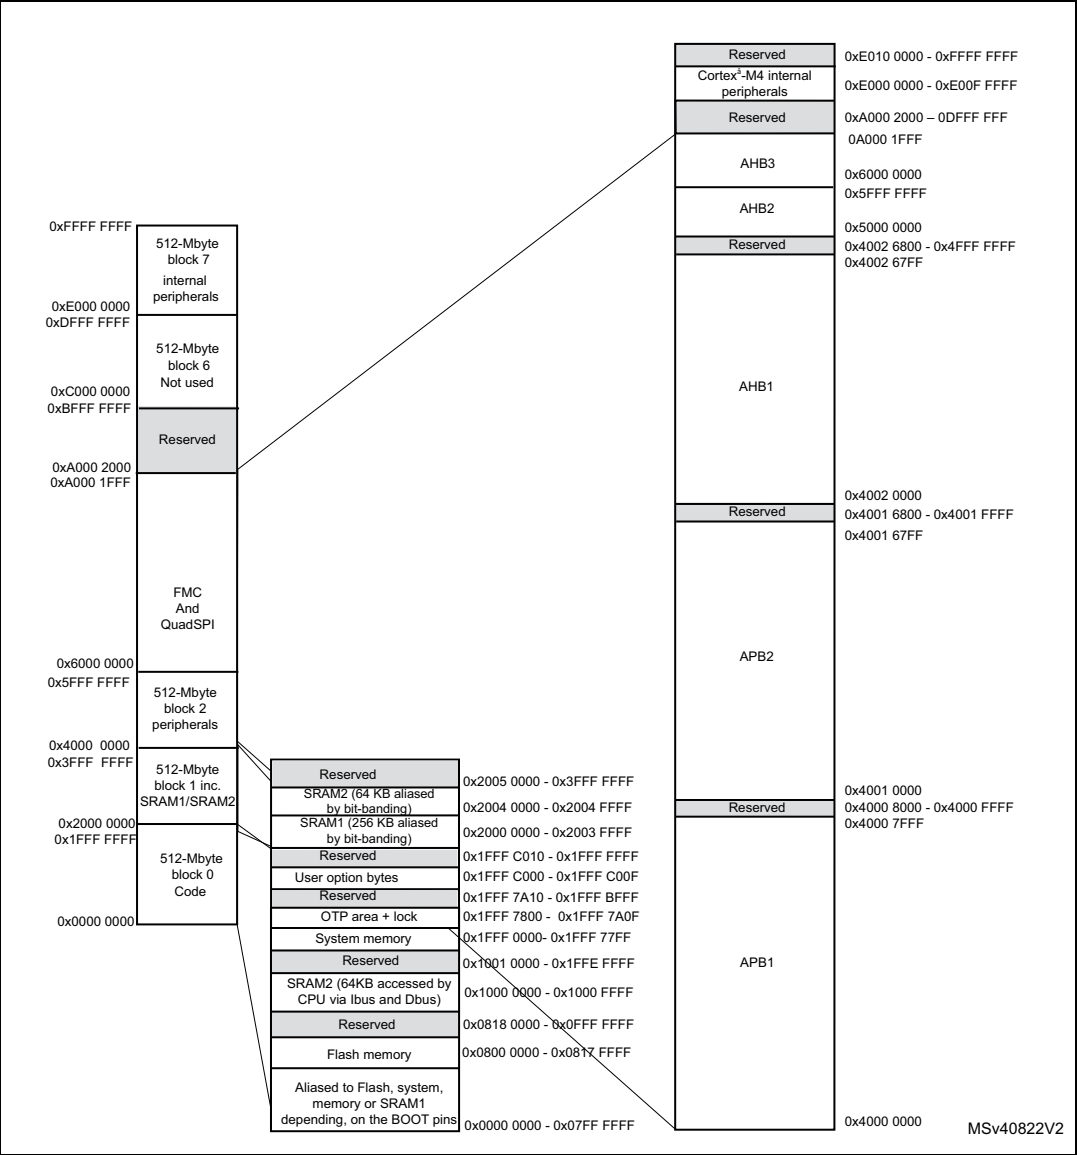 0xFFFF FFFF
512-Mbyte
block 7
internal
peripherals
0xE000 0000
0xDFFF FFFF
512-Mbyte
block 6
Not used
0xC000 0000
0xBFFF FFFF
Reserved
0xA000 2000
0xA000 1FFF
FMC
And
QuadSPI
0x6000 0000
0x5FFF FFFF
512-Mbyte
block 2
peripherals
0x4000 0000
0x3FFF FFFF
512-Mbyte
block 1 inc.
SRAM1/SRAM2
0x2000 0000
0x1FFF FFFF
512-Mbyte
block 0
Code
0x0000 0000
Reserved
0x2005 0000 - 0x3FFF FFFF
SRAM2 (64 KB aliased
by bit-banding)
0x2004 0000 - 0x2004 FFFF
SRAM1 (256 KB aliased
by bit-banding)
0x2000 0000 - 0x2003 FFFF
Reserved
0x1FFF C010 - 0x1FFF FFFF
User option bytes
0x1FFF C000 - 0x1FFF C00F
Reserved
0x1FFF 7A10 - 0x1FFF BFFF
OTP area + lock
0x1FFF 7800 - 0x1FFF 7A0F
System memory
0x1FFF 0000- 0x1FFF 77FF
Reserved
0x1001 0000 - 0x1FFE FFFF
SRAM2 (64KB accessed by
CPU via Ibus and Dbus)
0x1000 0000 - 0x1000 FFFF
Reserved
0x0818 0000 - 0x0FFF FFFF
Flash memory
0x0800 0000 - 0x0817 FFFF
Aliased to Flash, system,
memory or SRAM1
depending, on the BOOT pins
0x0000 0000 - 0x07FF FFFF
Reserved
0xE010 0000 - 0xFFFF FFFF
Cortexâ-M4 internal
peripherals
0xE000 0000 - 0xE00F FFFF
Reserved
0xA000 2000 – 0DFFF FFF
0A000 1FFF
AHB3
0x6000 0000
0x5FFF FFFF
AHB2
0x5000 0000
Reserved
0x4002 6800 - 0x4FFF FFFF
0x4002 67FF
AHB1
0x4002 0000
Reserved
0x4001 6800 - 0x4001 FFFF
0x4001 67FF
APB2
0x4001 0000
Reserved
0x4000 8000 - 0x4000 FFFF
0x4000 7FFF
APB1
0x4000 0000
MSv40822V2